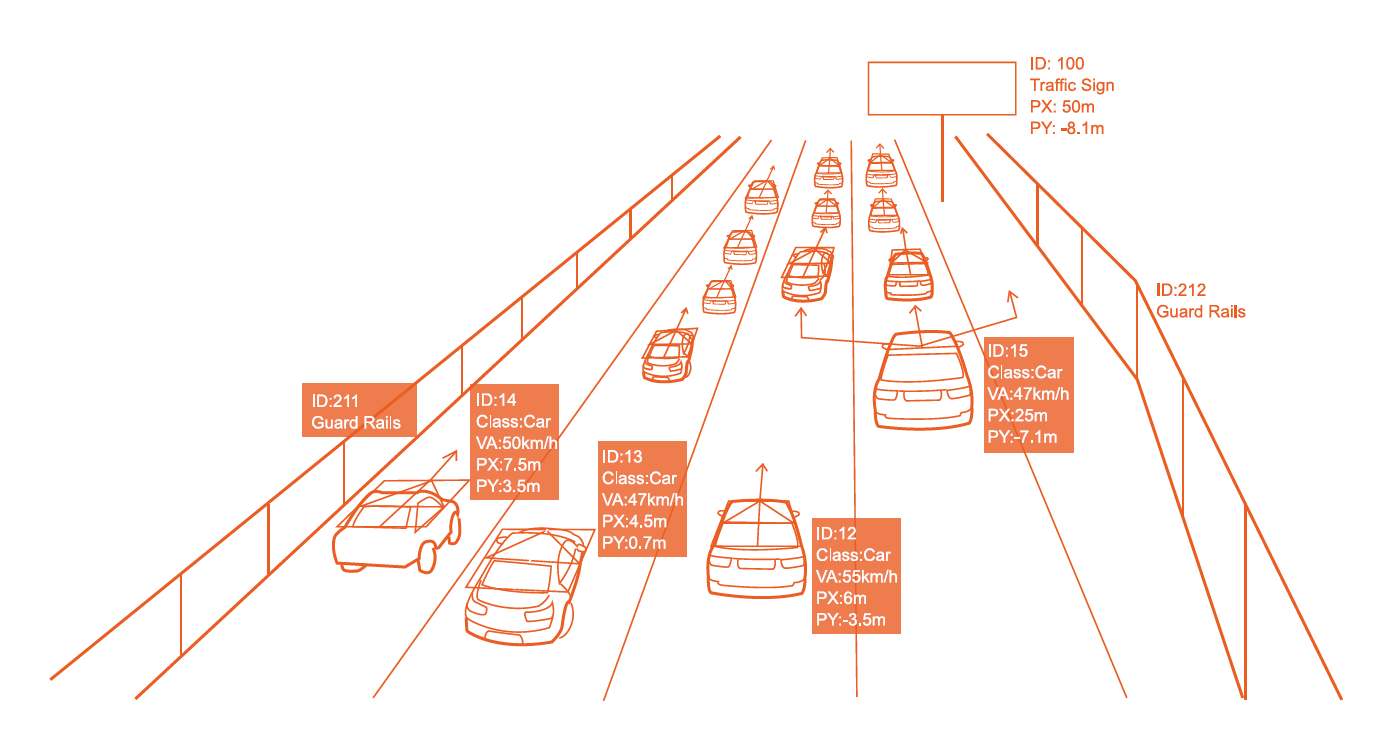 ID: 100
Traffic Sign
PX: 50m
PY: -8.1m
ID:212
Guard Rails
ID:15
Class:Car
VA:47km/h
PX:25m
PY:-7.1m
ID:211
Guard Rails
ID:14
Class:Car
VA:50km/h
PX:7.5m
PY:3.5m
ID:13
Class:Car
VA:47km/h
PX:4.5m
PY:0.7m
ID:12
Class:Car
VA:55km/h
PX:6m
PY:-3.5m